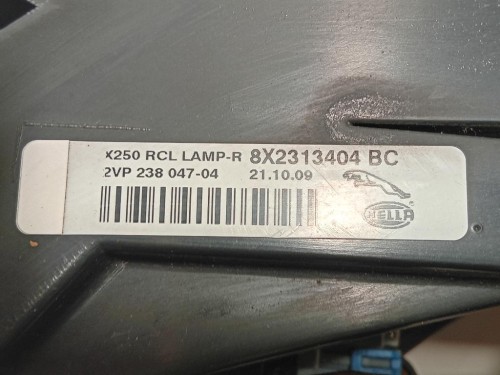 X250 RCL LAMP-R 8X2313404 BC
2VP 238 047-04 21.10.09
HELLA